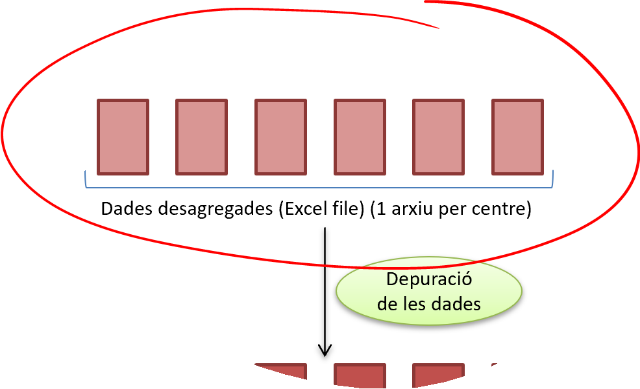 Dades desagregades (Excel file) (1 arxiu per centre)
Depuració
de les dades